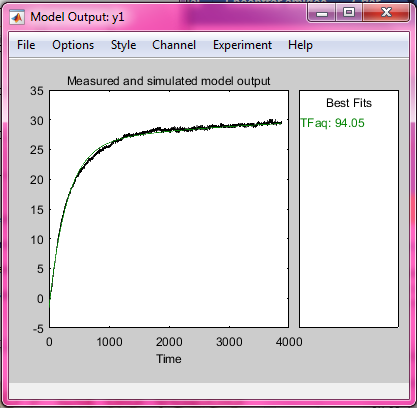 Model Output: y1
File Options Style Channel Experiment Help
Measured and simulated model output
Best Fits
TFaq: 94.05
35
30
25
20
15
10
5
0
-5
0 1000 2000 3000 4000
Time